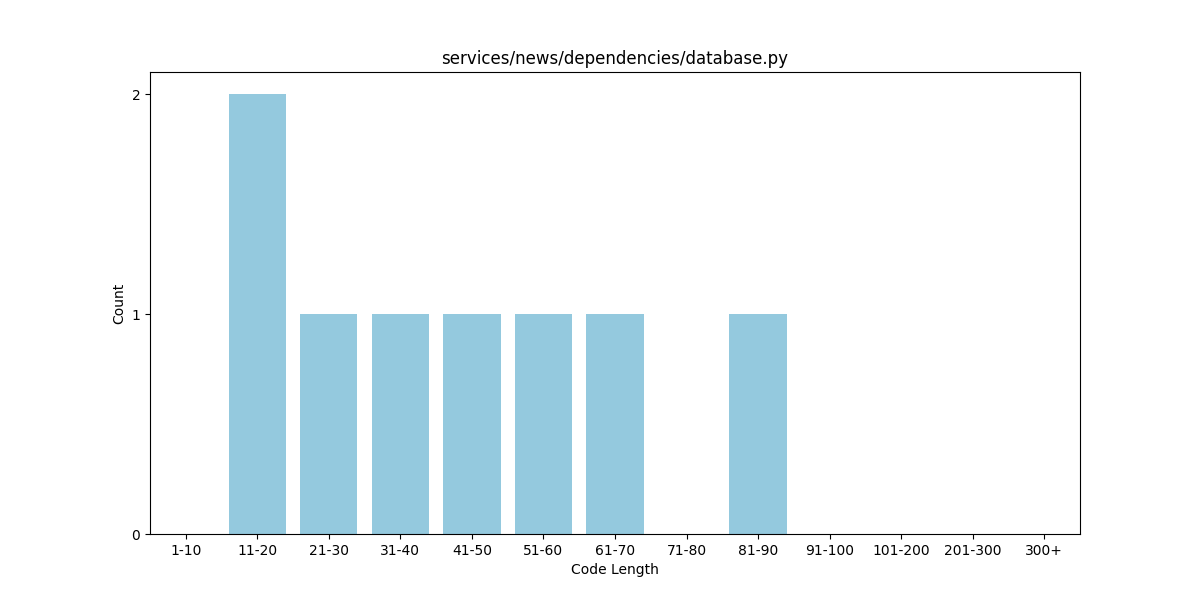 services/news/dependencies/database.py
Count
2
1
0
1-10 11-20 21-30 31-40 41-50 51-60 61-70 71-80 81-90 91-100 101-200 201-300 300+
Code Length